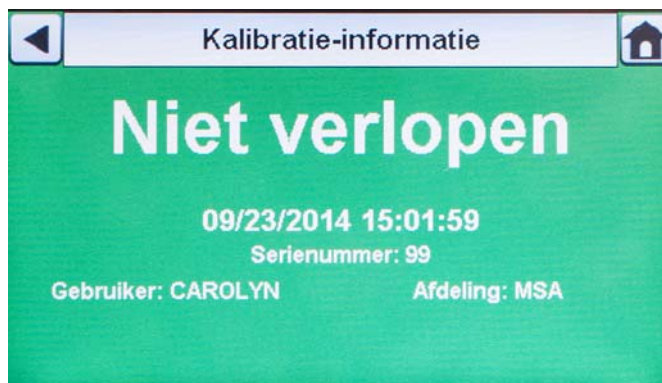 Kalibratie-informatie
Niet verlopen
09/23/2014 15:01:59
Serienummer: 99
Gebruiker: CAROLYN Afdeling: MSA